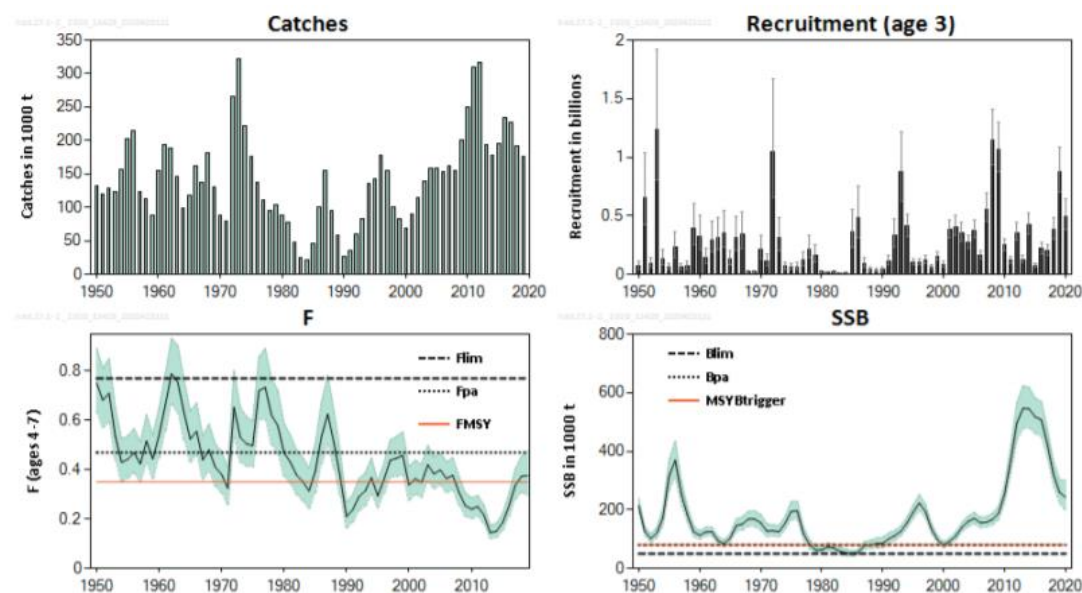 Catches
Catches in 1000 t
350
300
250
200
150
100
50
0
1950 1960 1970 1980 1990 2000 2010 2020
Recruitment (age 3)
Recruitment in billions
2
1.5
1
0.5
0
1950 1960 1970 1980 1990 2000 2010 2020
F
F (ages 4-7)
0.8
0.6
0.4
0.2
0
Flim
Fpa
FMSY
1950 1960 1970 1980 1990 2000 2010
SSB
SSB in 1000 t
800
600
400
200
0
Blim
Bpa
MSYBtrigger
1950 1960 1970 1980 1990 2000 2010 2020